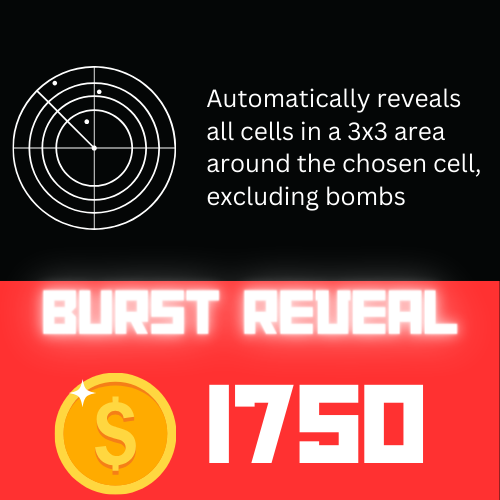 Automatically reveals
all cells in a 3x3 area
around the chosen cell,
excluding bombs
BURST REVEAL
$ 1750